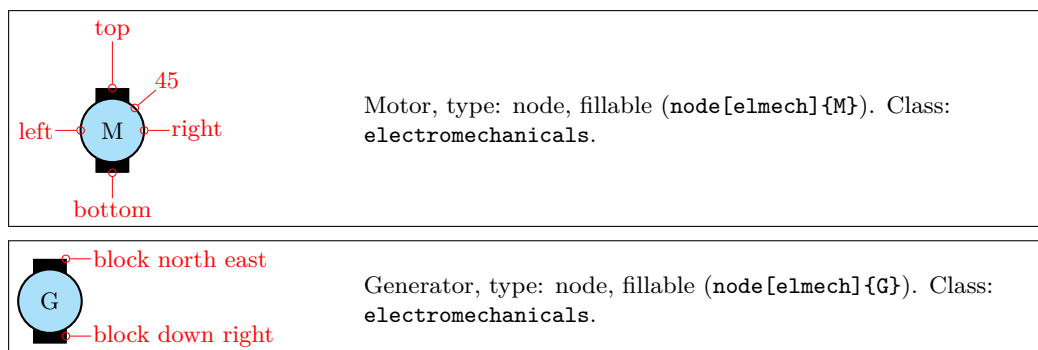 top
45
left
M
right
bottom
Motor, type: node, fillable (node[elmech]{M}). Class:
electromechanicals.
block north east
G
block down right
Generator, type: node, fillable (node[elmech]{G}). Class:
electromechanicals.